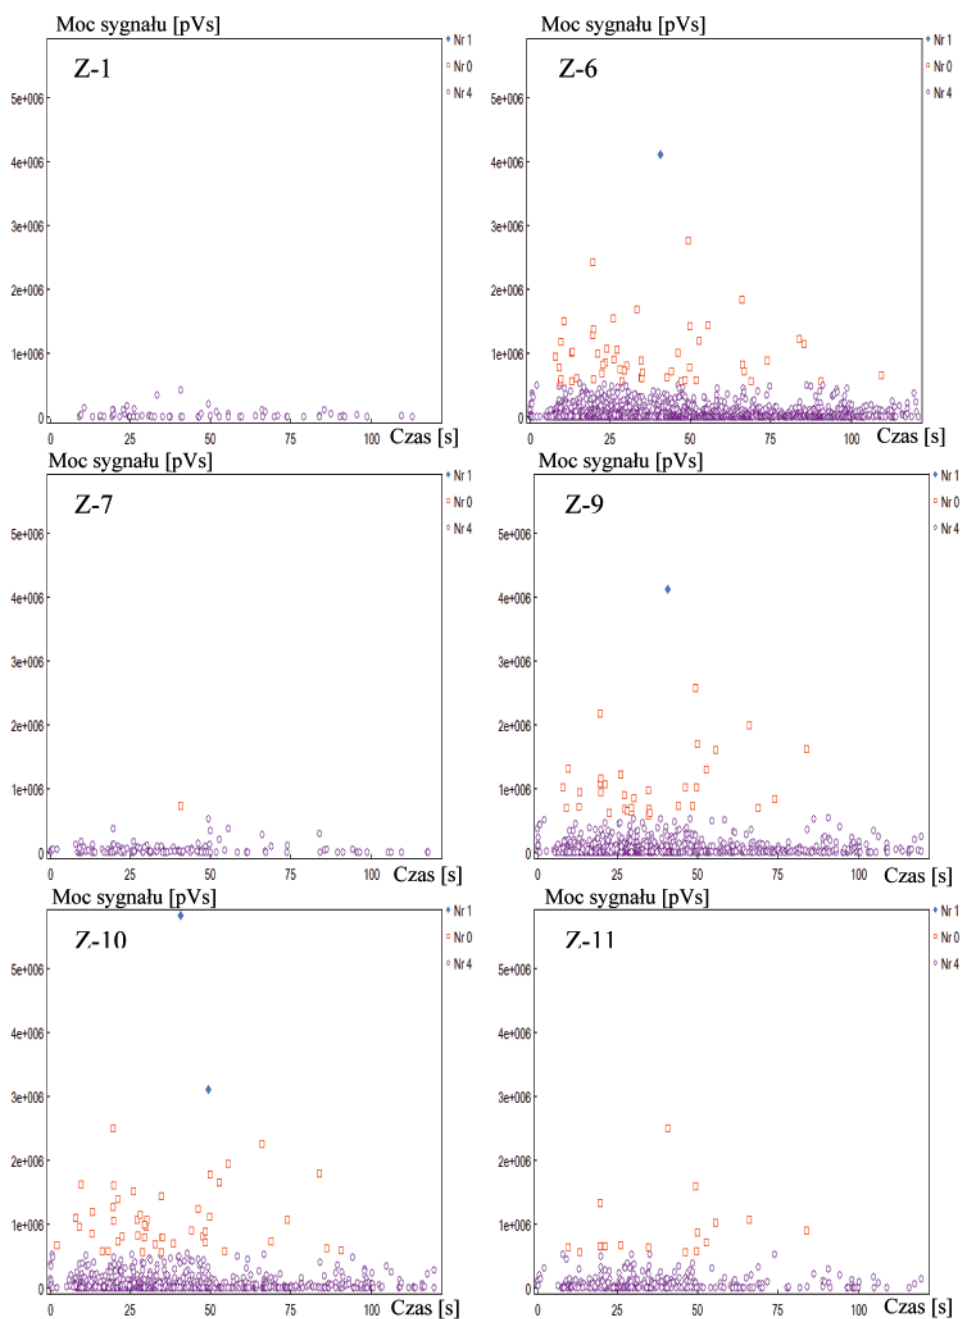 Moc sygnału [pVs]
Z-1
Nr 1
Nr 0
Nr 4
5e+006
4e+006
3e+006
2e+006
1e+006
0
0 25 50 75 100 Czas [s]
Moc sygnału [pVs]
Z-6
Nr 1
Nr 0
Nr 4
5e+006
4e+006
3e+006
2e+006
1e+006
0
0 25 50 75 100 Czas [s]
Moc sygnału [pVs]
Z-7
Nr 1
Nr 0
Nr 4
5e+006
4e+006
3e+006
2e+006
1e+006
0
0 25 50 75 100 Czas [s]
Moc sygnału [pVs]
Z-9
Nr 1
Nr 0
Nr 4
5e+006
4e+006
3e+006
2e+006
1e+006
0
0 25 50 75 100 Czas [s]
Moc sygnału [pVs]
Z-10
Nr 1
Nr 0
Nr 4
5e+006
4e+006
3e+006
2e+006
1e+006
0
0 25 50 75 100 Czas [s]
Moc sygnału [pVs]
Z-11
Nr 1
Nr 0
Nr 4
5e+006
4e+006
3e+006
2e+006
1e+006
0
0 25 50 75 100 Czas [s]